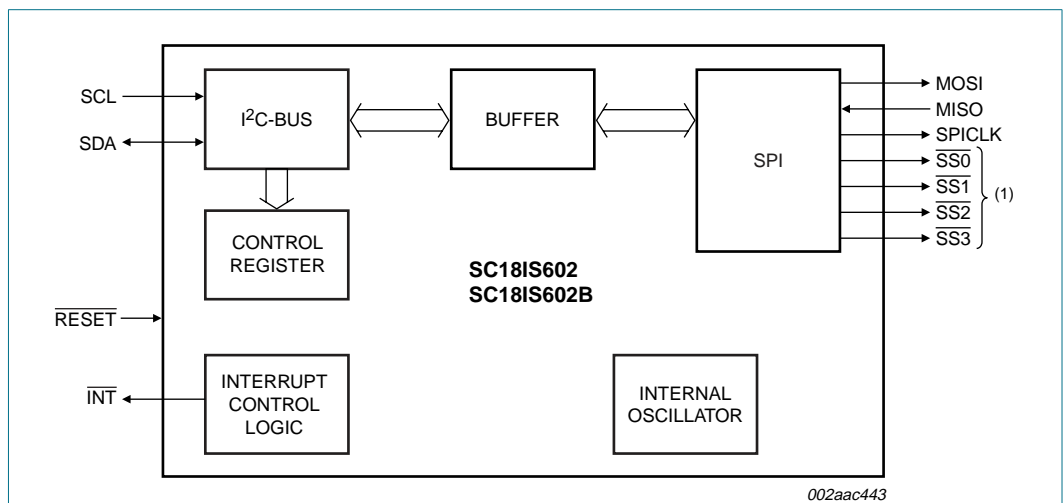 SCL
SDA
I²C-BUS
BUFFER
SPI
MOSI
MISO
SPICLK
SS0
SS1
SS2
SS3
(1)
CONTROL
REGISTER
SC18IS602
SC18IS602B
RESET
INT
INTERRUPT
CONTROL
LOGIC
INTERNAL
OSCILLATOR
002aac443